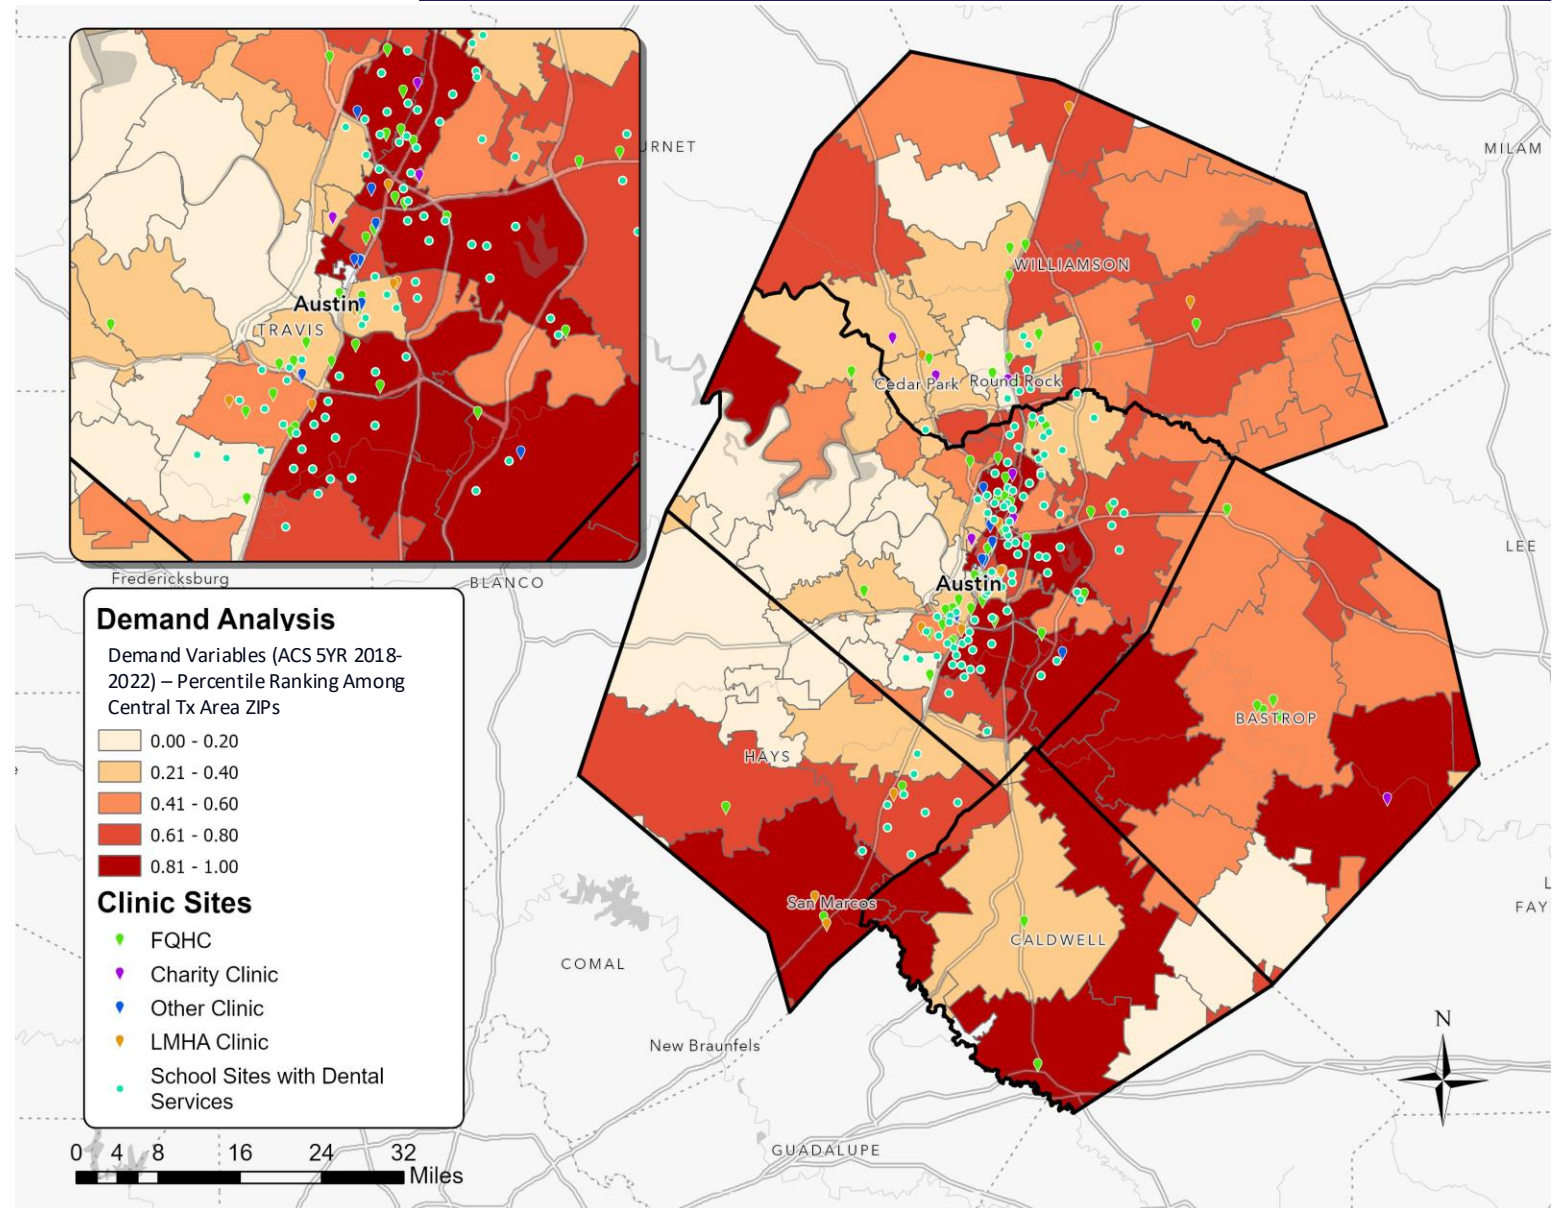 Austin
TRAVIS
URNET
MILAM
WILLIAMSON
Cedar Park
Round Rock
LEE
Austin
Fredericksburg
BLANCO
BASTROP
HAYS
San Marcos
CALDWELL
FAY
COMAL
New Braunfels
GUADALUPE
N
Demand Analysis
Demand Variables (ACS 5YR 2018-
2022) – Percentile Ranking Among
Central Tx Area ZIPs
0.00 - 0.20
0.21 - 0.40
0.41 - 0.60
0.61 - 0.80
0.81 - 1.00
Clinic Sites
FQHC
Charity Clinic
Other Clinic
LMHA Clinic
School Sites with Dental
Services
0 4 8 16 24 32
Miles